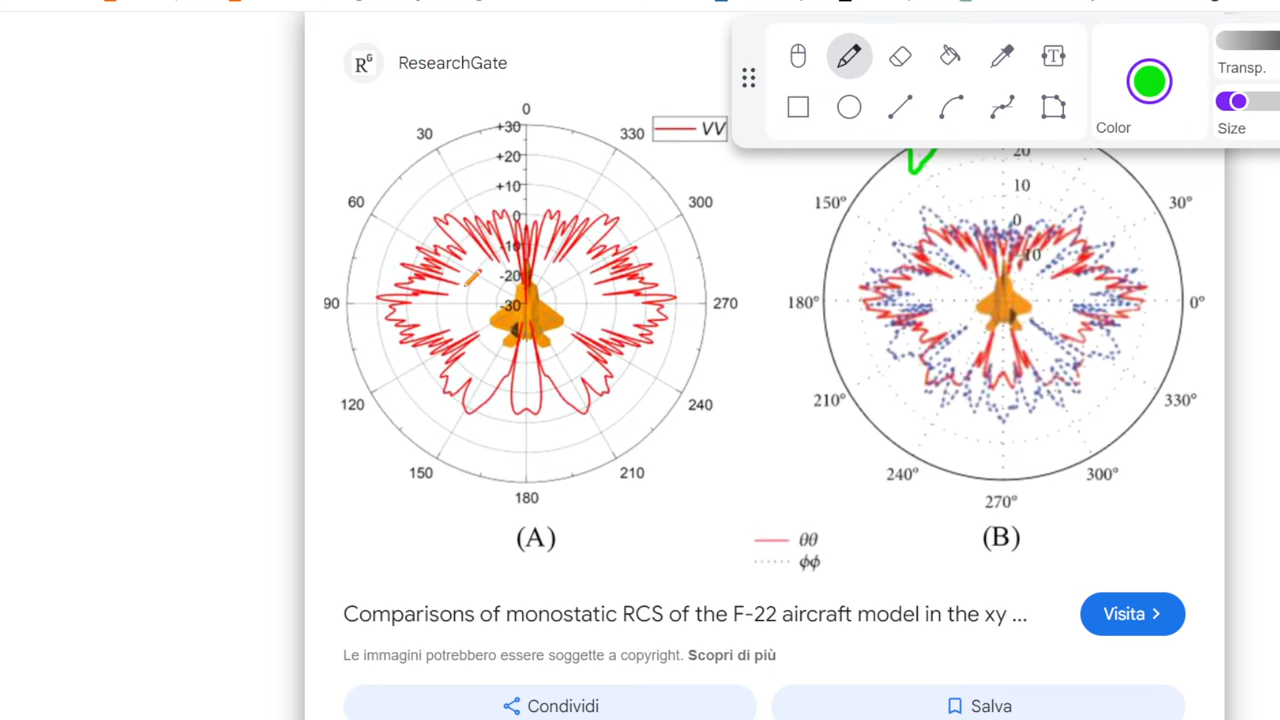 ResearchGate
R G
Transp.
Color
Size
0
30
330
VV
+30
+20
+10
0
-10
-20
-30
60
300
90
270
120
240
150
210
180
(A)
20
10
0
10
150°
30°
180°
0°
210°
330°
240°
300°
270°
(B)
θθ
ϕϕ
Comparisons of monostatic RCS of the F-22 aircraft model in the xy ...
Visita
Le immagini potrebbero essere soggette a copyright. Scopri di più
Condividi
Salva